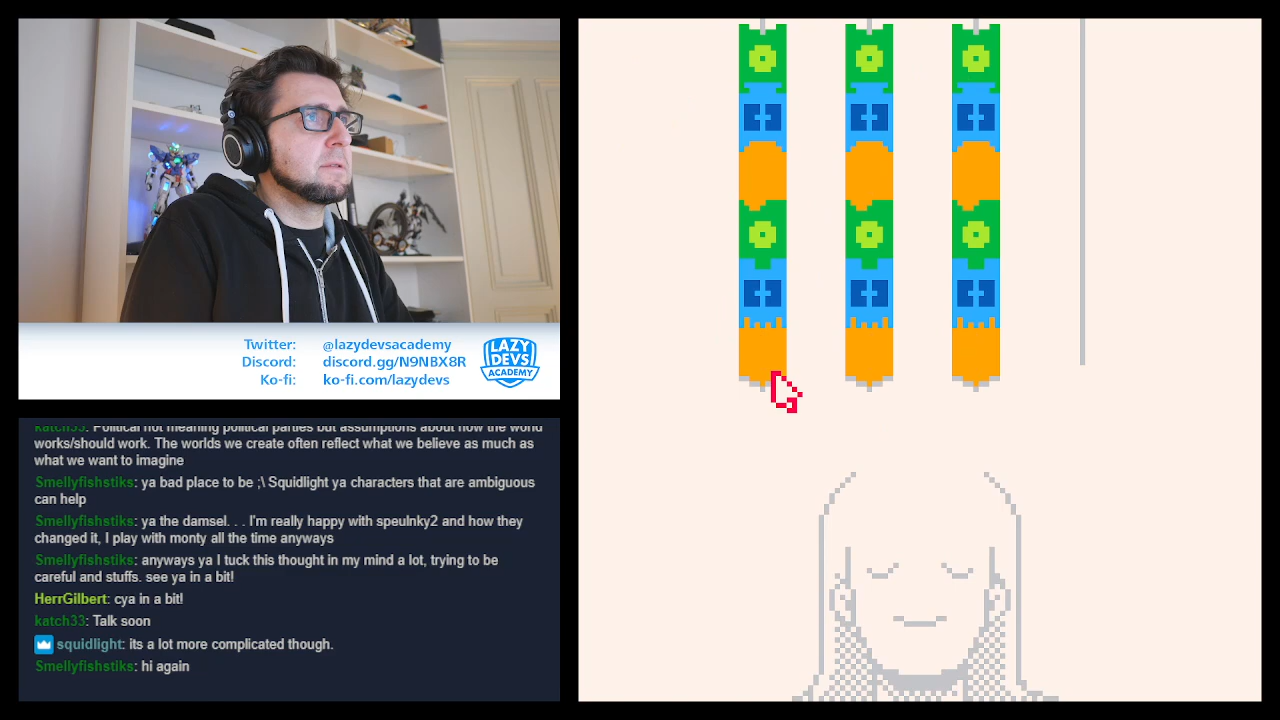 Twitter: @lazydevsacademy
Discord: discord.gg/N9NBX8R
Ko-fi: ko-fi.com/lazydevs
LAZY
DEVS
ACADEMY
katch33: Political not meaning political parties but assumptions about how the world
works/should work. The worlds we create often reflect what we believe as much as
what we want to imagine
Smellyfishstiks: ya bad place to be ;\ Squidlight ya characters that are ambiguous
can help
Smellyfishstiks: ya the damsel. . . I'm really happy with speulnky2 and how they
changed it, I play with monty all the time anyways
Smellyfishstiks: anyways ya I tuck this thought in my mind a lot, trying to be
careful and stuffs. see ya in a bit!
HerrGilbert: cya in a bit!
katch33: Talk soon
squidlight: its a lot more complicated though.
Smellyfishstiks: hi again